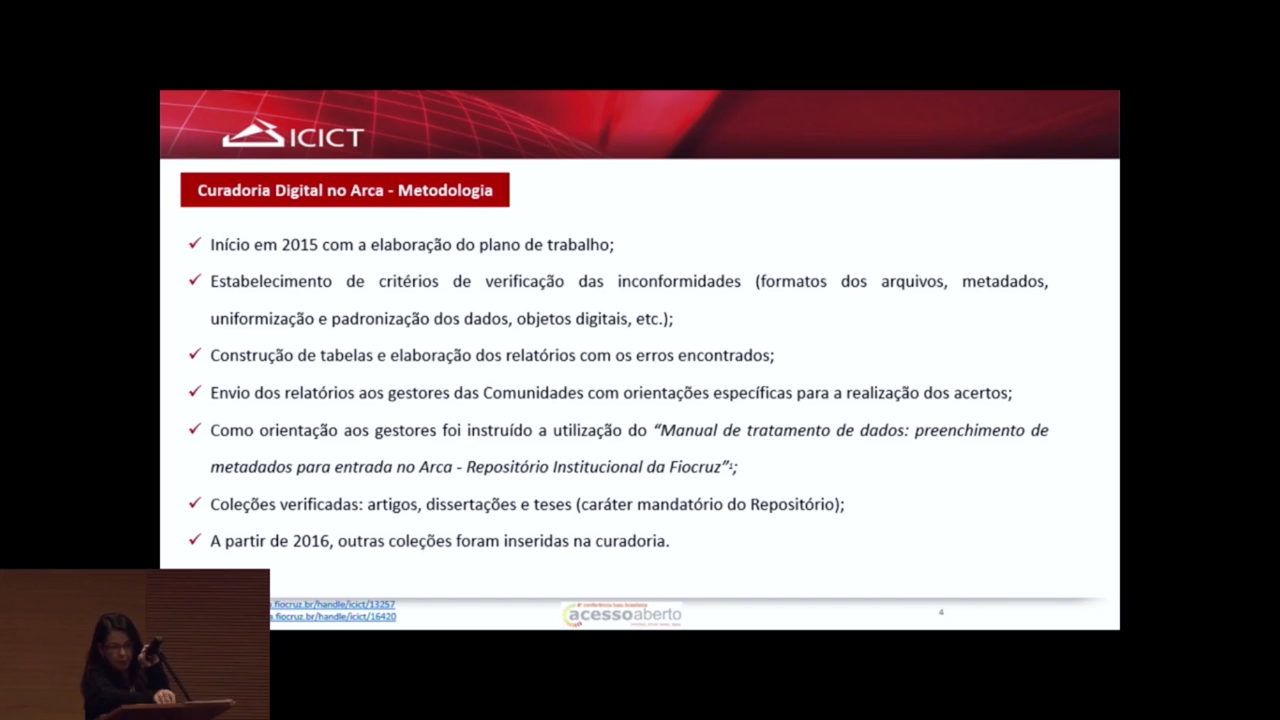 ICICT
Curadoria Digital no Arca - Metodologia
✓ Início em 2015 com a elaboração do plano de trabalho;
✓ Estabelecimento de critérios de verificação das inconformidades (formatos dos arquivos, metadados,
uniformização e padronização dos dados, objetos digitais, etc.);
✓ Construção de tabelas e elaboração dos relatórios com os erros encontrados;
✓ Envio dos relatórios aos gestores das Comunidades com orientações específicas para a realização dos acertos;
✓ Como orientação aos gestores foi instruído a utilização do “Manual de tratamento de dados: preenchimento de
metadados para entrada no Arca - Repositório Institucional da Fiocruz”¹;
✓ Coleções verificadas: artigos, dissertações e teses (caráter mandatório do Repositório);
✓ A partir de 2016, outras coleções foram inseridas na curadoria.
.fiocruz.br/handle/icict/13257
.fiocruz.br/handle/icict/16420
acessoaberto
4